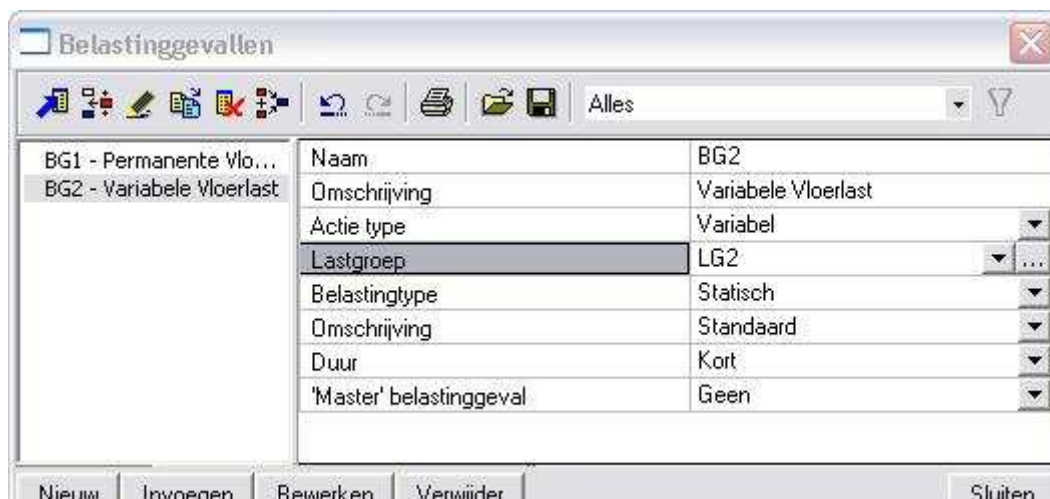 Belastinggevallen
Alles
BG1 - Permanente Vlo...
BG2 - Variabele Vloerlast
Naam BG2
Omschrijving Variabele Vloerlast
Actie type Variabel
Lastgroep LG2 ...
Belastingtype Statisch
Omschrijving Standaard
Duur Kort
'Master' belastinggeval Geen
Nieuw Invoegen Bewerken Verwijder Sluiten